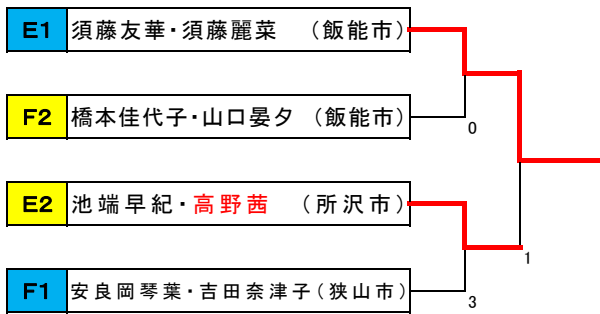 E1 須藤友華・須藤麗菜 (飯能市)
F2 橋本佳代子・山口晏夕 (飯能市)
0
E2 池端早紀・高野茜 (所沢市)
1
F1 安良岡琴葉・吉田奈津子(狭山市)
3